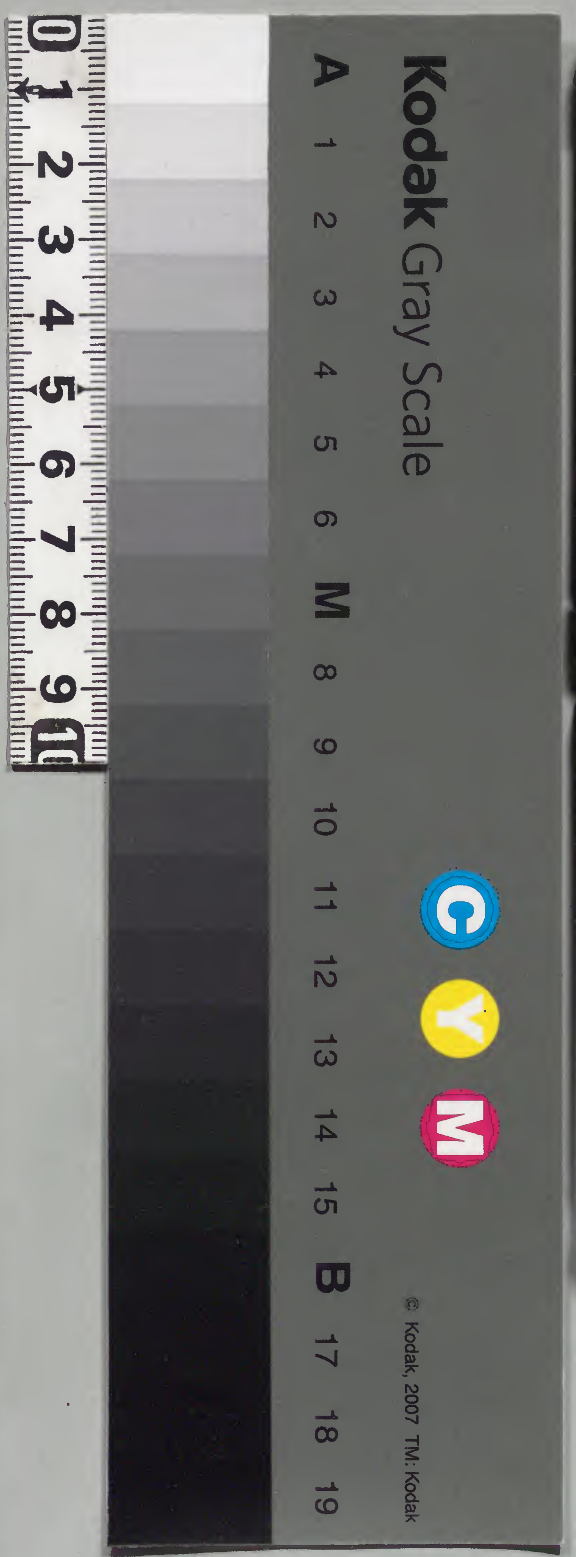 Kodak Gray Scale
A 1 2 3 4 5 6 M 8 9 10 11 12 13 14 15 B 17 18 19
C Y M
© Kodak, 2007 TM: Kodak
0 1 2 3 4 5 6 7 8 9 10